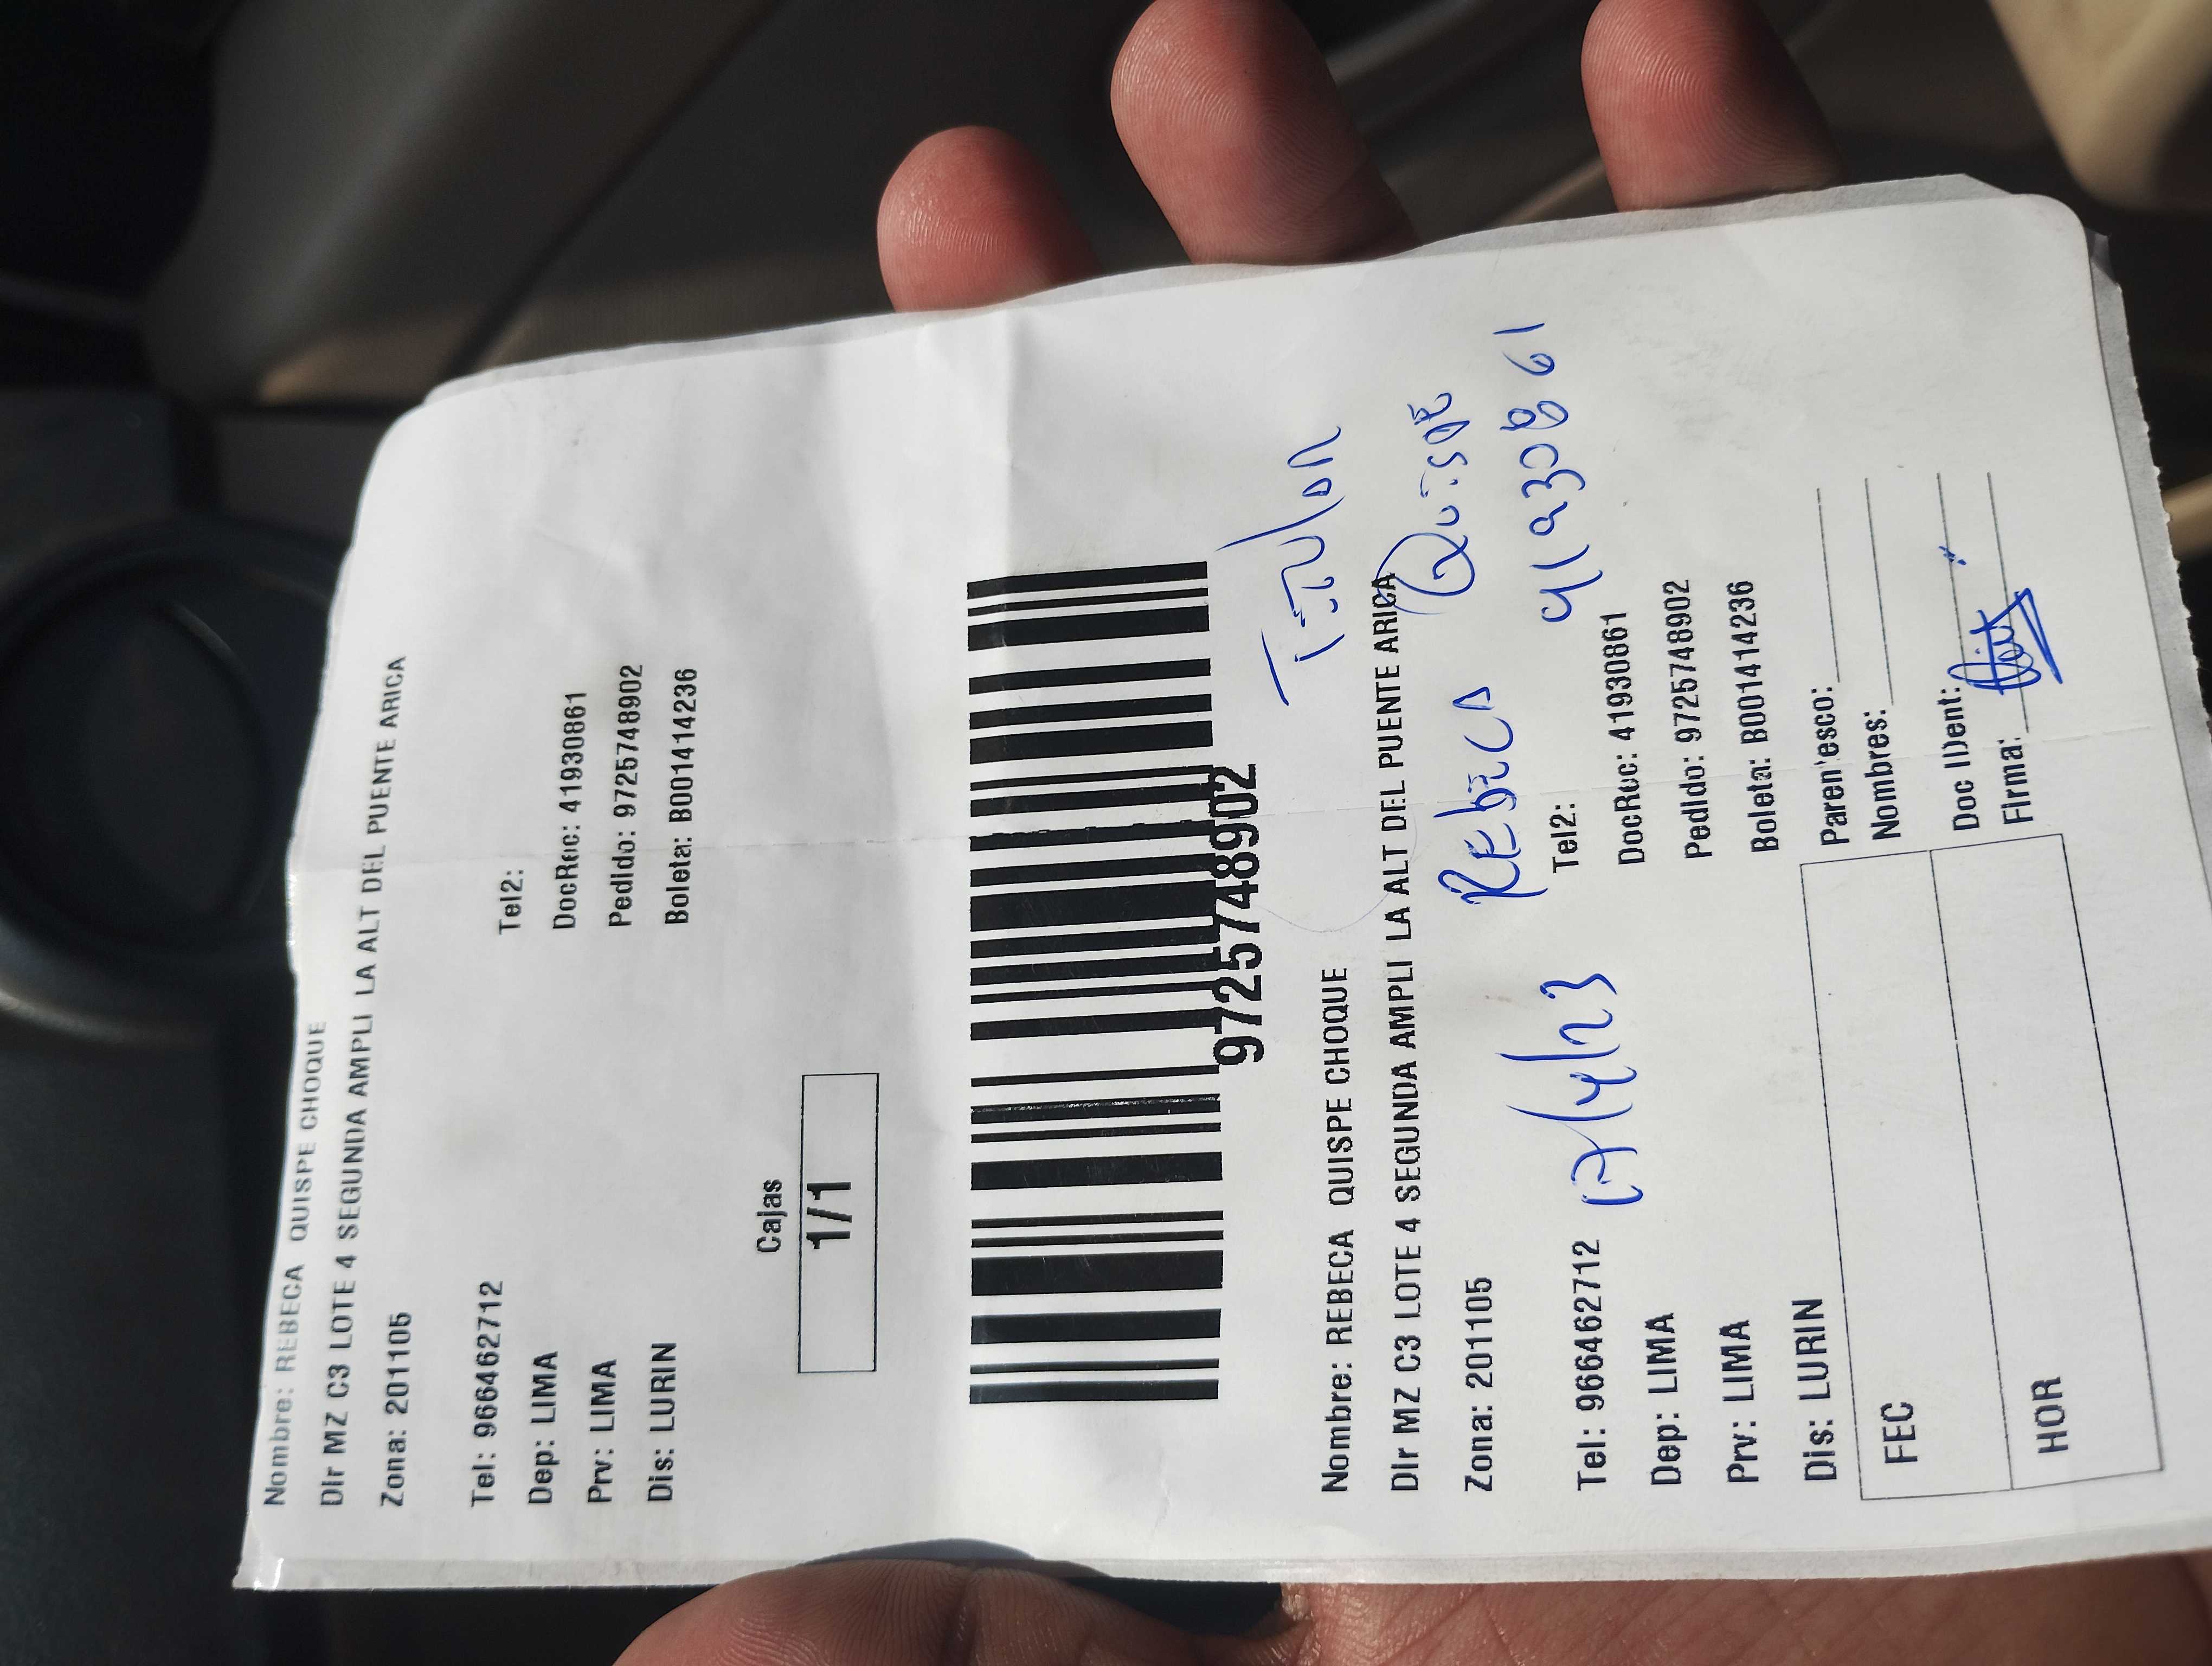 Nombre: REBECA QUISPE CHOQUE
Dir MZ C3 LOTE 4 SEGUNDA AMPLI LA ALT DEL PUENTE ARICA
Zona: 201105
Tel: 966462712 Tel2:
Dep: LIMA DocRec: 41930861
Prv: LIMA Pedido: 9725748902
Dis: LURIN Boleta: B001414236
Cajas
1/1
9725748902
Titular
Nombre: REBECA QUISPE CHOQUE
Dir MZ C3 LOTE 4 SEGUNDA AMPLI LA ALT DEL PUENTE ARICA
Rebeca Quispe
Zona: 201105
41930861
Tel: 966462712 Tel2:
Dep: LIMA DocRec: 41930861
Prv: LIMA Pedido: 9725748902
Dis: LURIN Boleta: B001414236
FEC Parentesco:
Nombres:
HOR Doc IDent:
Firma: